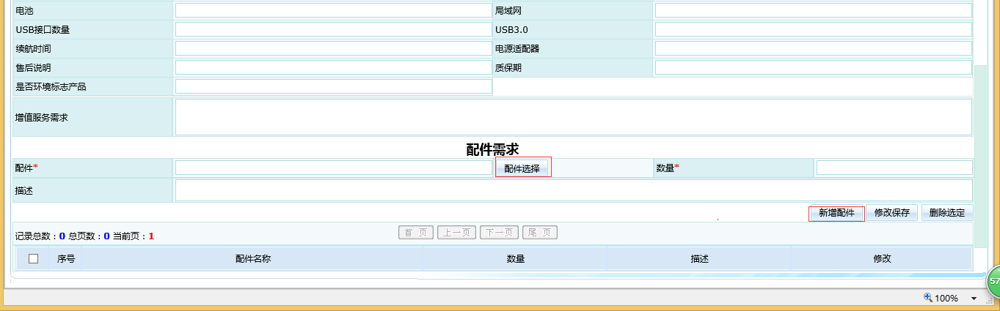 电池 局域网
USB接口数量 USB3.0
续航时间 电源适配器
售后说明 质保期
是否环境标志产品
增值服务需求
配件需求
配件* 配件选择 数量*
描述
新增配件 修改保存 删除选定
记录总数：0 总页数：0 当前页：1 首 页 上一页 下一页 尾 页
序号 配件名称 数量 描述 修改
57
100%